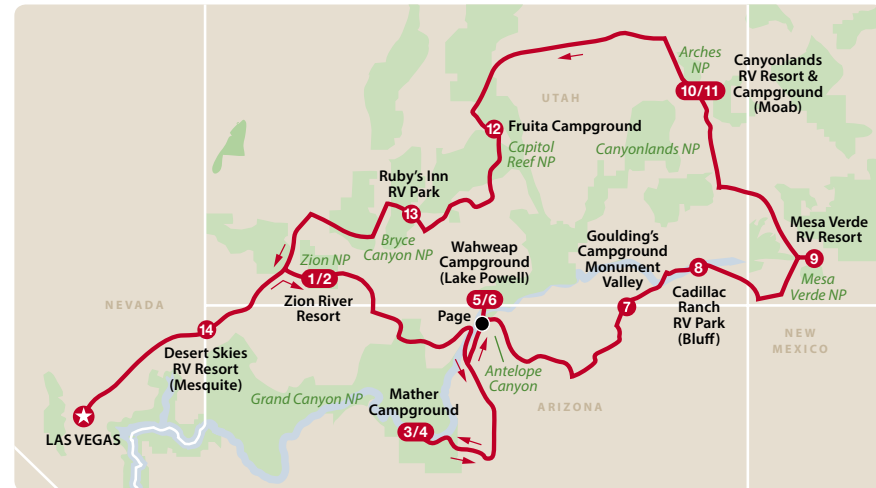 Arches
NP
10/11
Canyonlands
RV Resort &
Campground
(Moab)
UTAH
12
Fruita Campground
Capitol
Reef NP
Canyonlands NP
Ruby's Inn
RV Park
13
Bryce
Canyon NP
Wahweap
Campground
(Lake Powell)
5/6
Page
Goulding's
Campground
Monument
Valley
7
8
Cadillac
Ranch
RV Park
(Bluff)
Mesa Verde
RV Resort
9
Mesa
Verde NP
Zion NP
1/2
Zion River
Resort
NEVADA
14
Desert Skies
RV Resort
(Mesquite)
LAS VEGAS
Grand Canyon NP
Mather
Campground
3/4
Antelope
Canyon
ARIZONA
NEW
MEXICO